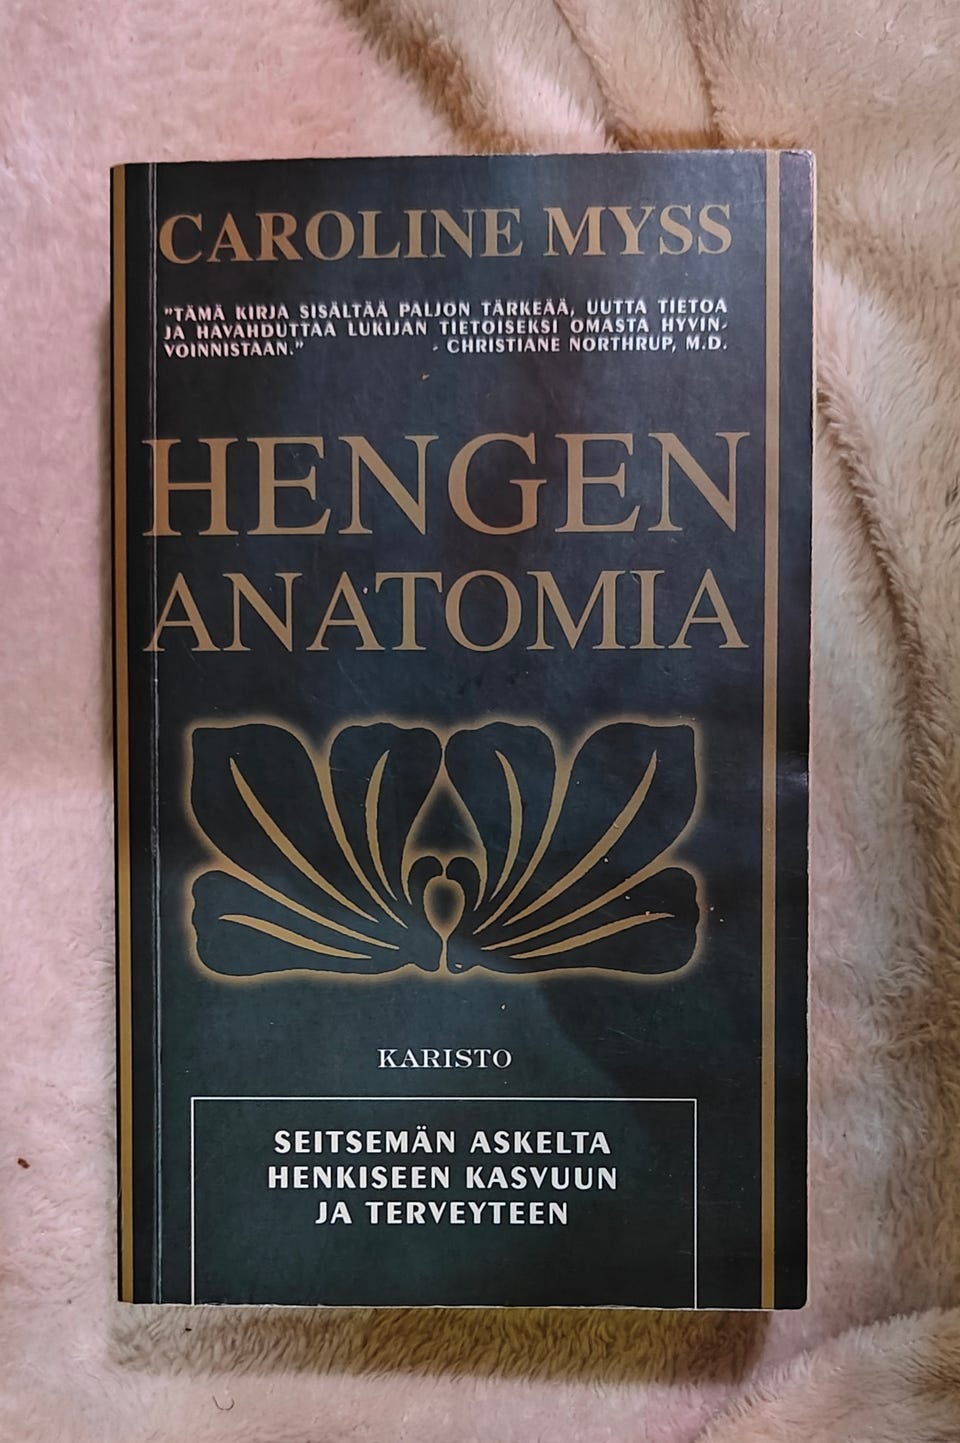 CAROLINE MYSS
"TÄMÄ KIRJA SISÄLTÄÄ PALJON TÄRKEÄÄ, UUTTA TIETOA
JA HAVAHDUTTAA LUKIJAN TIETOISEKSI OMASTA HYVIN-
VOINNISTAAN." - CHRISTIANE NORTHRUP, M.D.
HENGEN
ANATOMIA
KARISTO
SEITSEMÄN ASKELTA
HENKISEEN KASVUUN
JA TERVEYTEEN